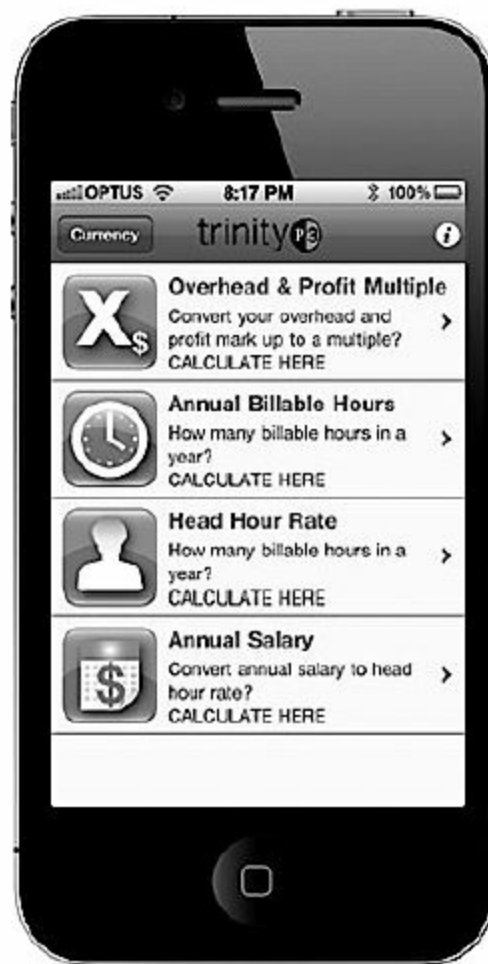 OPTUS 8:17 PM 100%
Currency trinity P3 i
Overhead & Profit Multiple
Convert your overhead and
profit mark up to a multiple?
CALCULATE HERE
X$
Annual Billable Hours
How many billable hours in a
year?
CALCULATE HERE
Head Hour Rate
How many billable hours in a
year?
CALCULATE HERE
Annual Salary
Convert annual salary to head
hour rate?
CALCULATE HERE
$